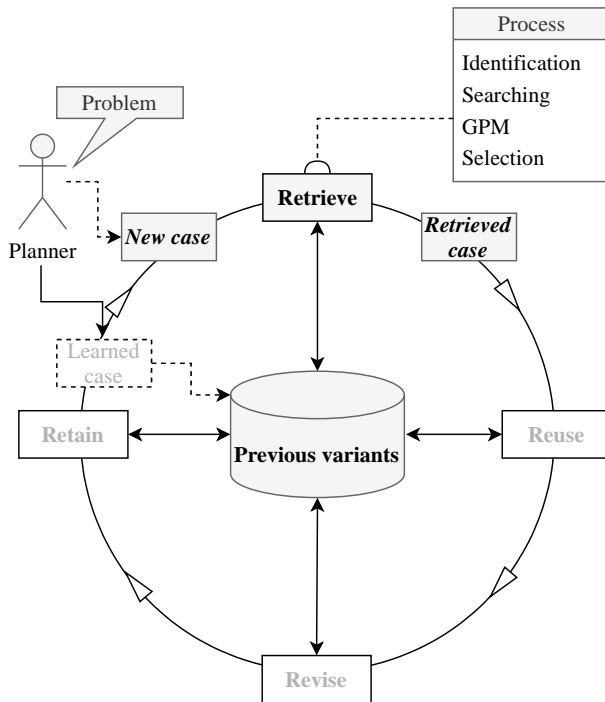 Process
Identification
Searching
GPM
Selection
Problem
Planner
New case
Retrieve
Retrieved
case
Learned
case
Retain
Previous variants
Reuse
Revise